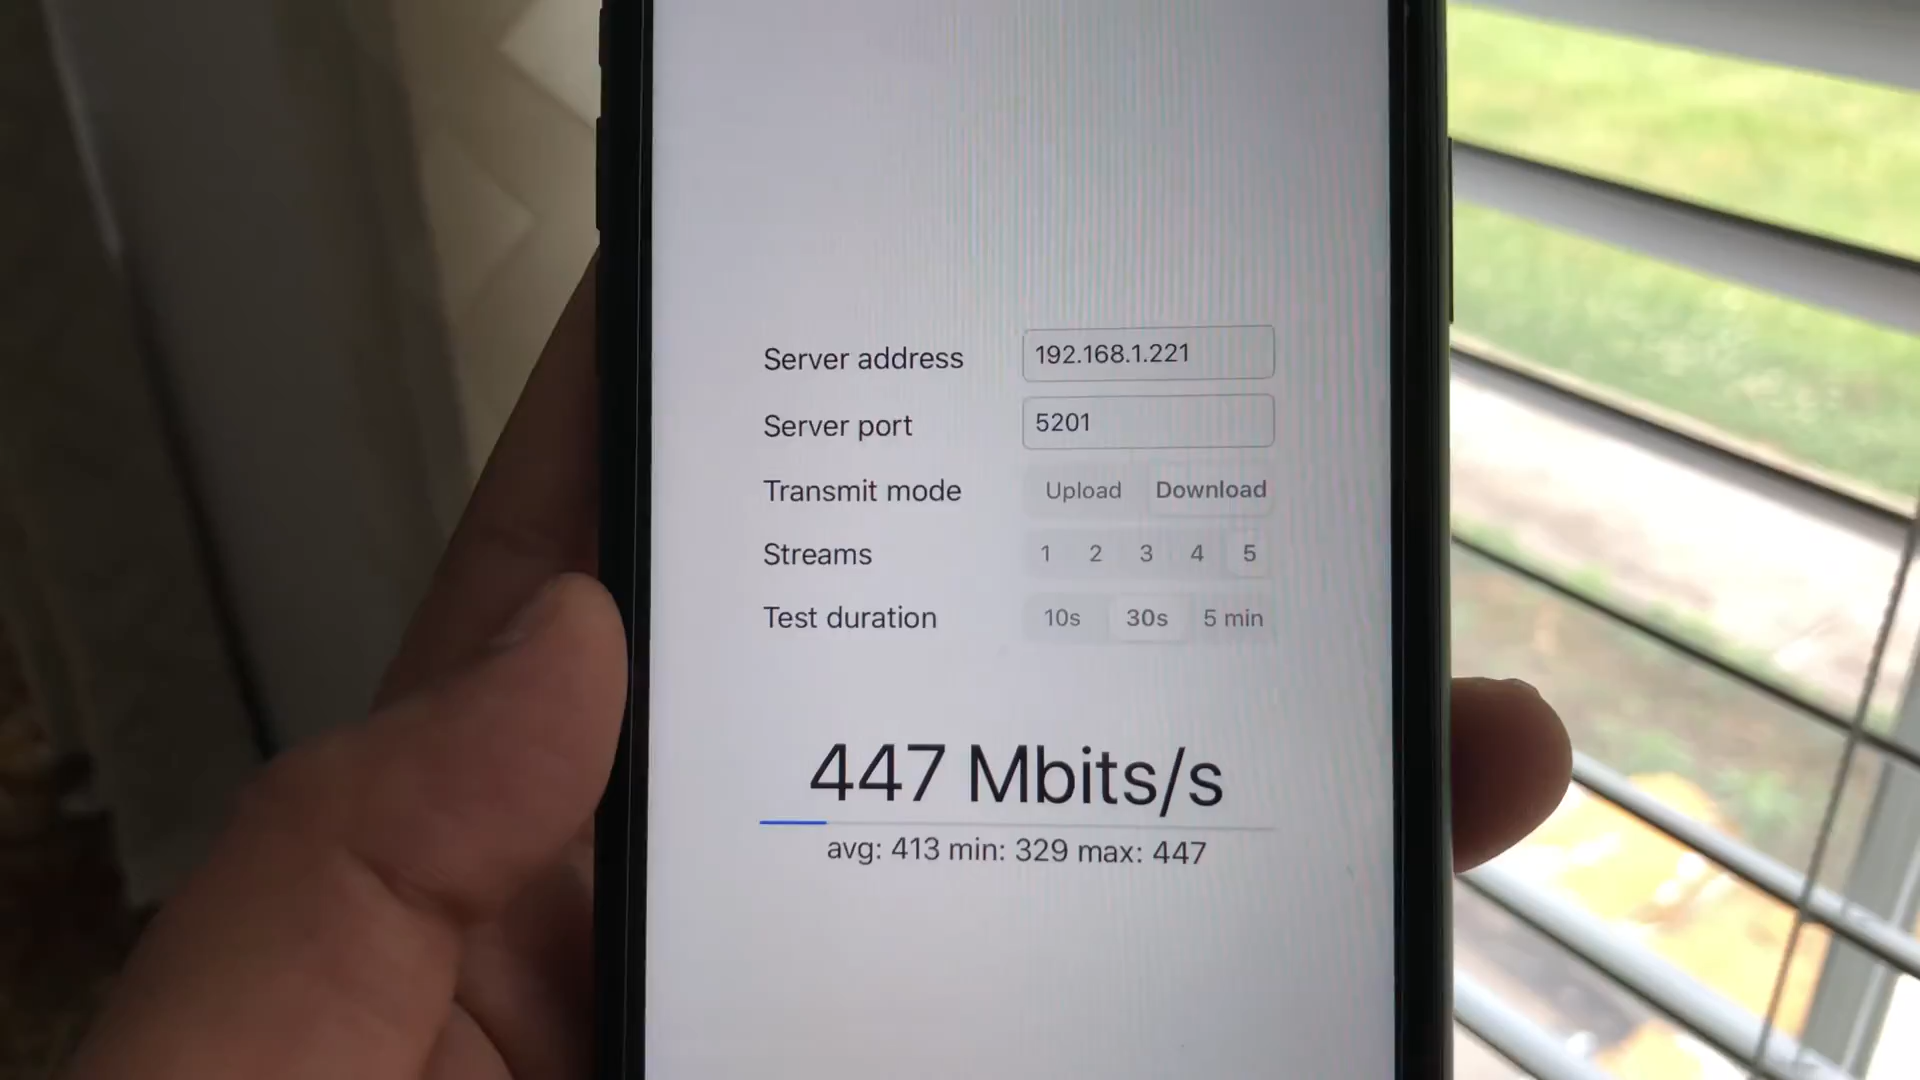 Server address 192.168.1.221
Server port 5201
Transmit mode Upload Download
Streams 1 2 3 4 5
Test duration 10s 30s 5 min
447 Mbits/s
avg: 413 min: 329 max: 447